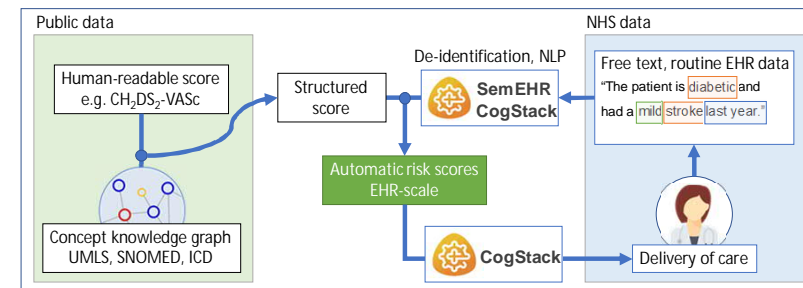 Public data
NHS data
Human-readable score
e.g. CH₂DS₂-VASc
Structured
score
De-identification, NLP
SemEHR
CogStack
Free text, routine EHR data
“The patient is diabetic and
had a mild stroke last year.”
Automatic risk scores
EHR-scale
Concept knowledge graph
UMLS, SNOMED, ICD
CogStack
Delivery of care